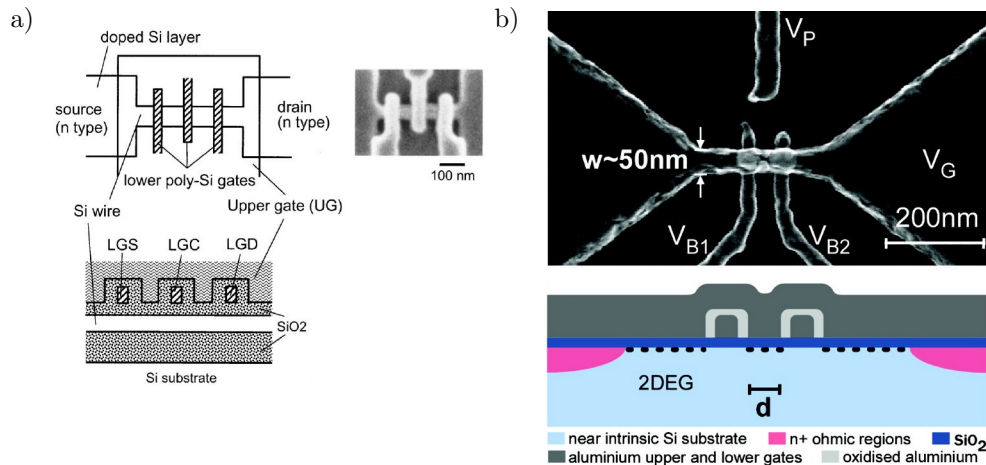 a)
doped Si layer
source
(n type)
drain
(n type)
lower poly-Si gates
100 nm
Si wire
Upper gate (UG)
LGS LGC LGD
SiO2
Si substrate
b)
V_P
w~50nm
V_G
200nm
V_B1 V_B2
2DEG
d
near intrinsic Si substrate n+ ohmic regions SiO2
aluminium upper and lower gates oxidised aluminium